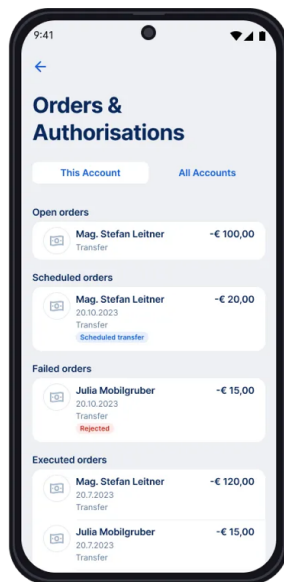 9:41
Orders &
Authorisations
This Account
All Accounts
Open orders
Mag. Stefan Leitner -€ 100,00
Transfer
Scheduled orders
Mag. Stefan Leitner -€ 20,00
20.10.2023
Transfer
Scheduled transfer
Failed orders
Julia Mobilgruber -€ 15,00
20.10.2023
Transfer
Rejected
Executed orders
Mag. Stefan Leitner -€ 120,00
20.7.2023
Transfer
Julia Mobilgruber -€ 15,00
20.7.2023
Transfer